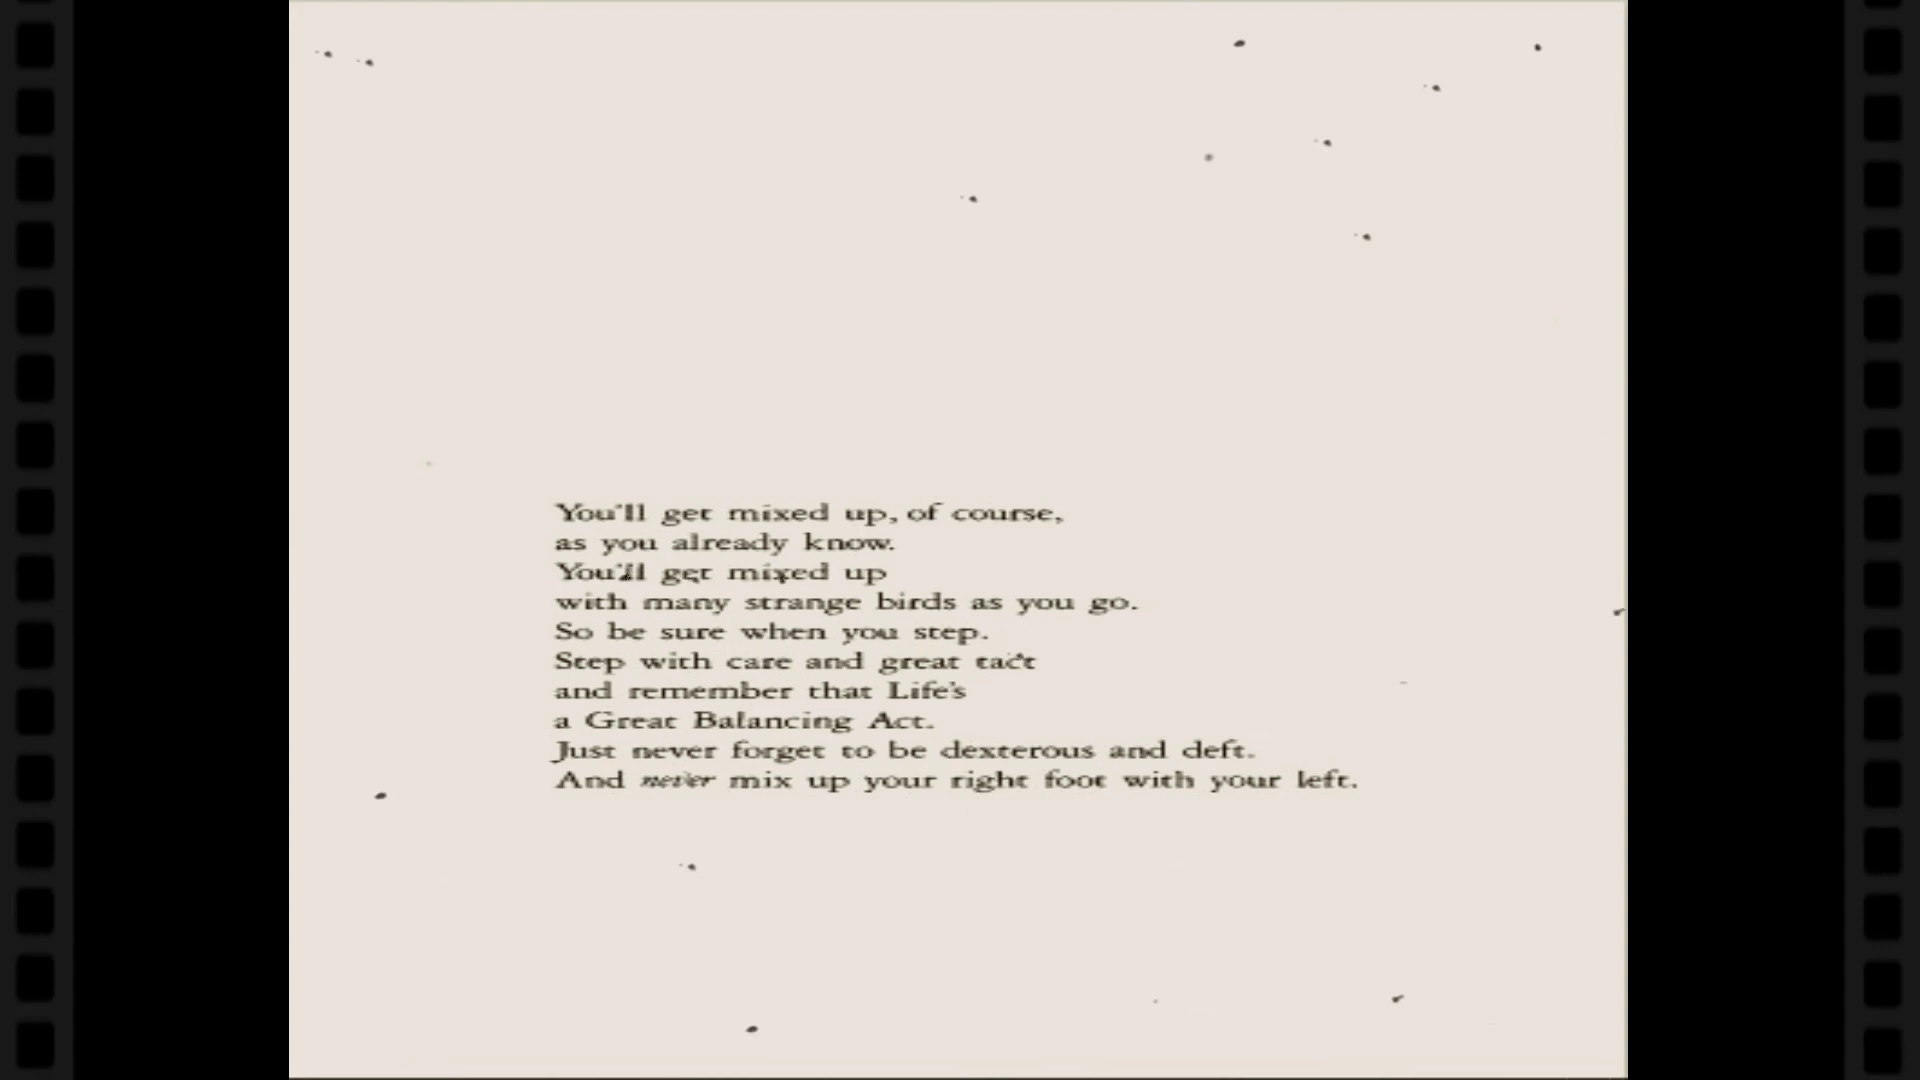 You'll get mixed up, of course,
as you already know.
You'll get mixed up
with many strange birds as you go.
So be sure when you step.
Step with care and great tact
and remember that Life's
a Great Balancing Act.
Just never forget to be dexterous and deft.
And never mix up your right foot with your left.